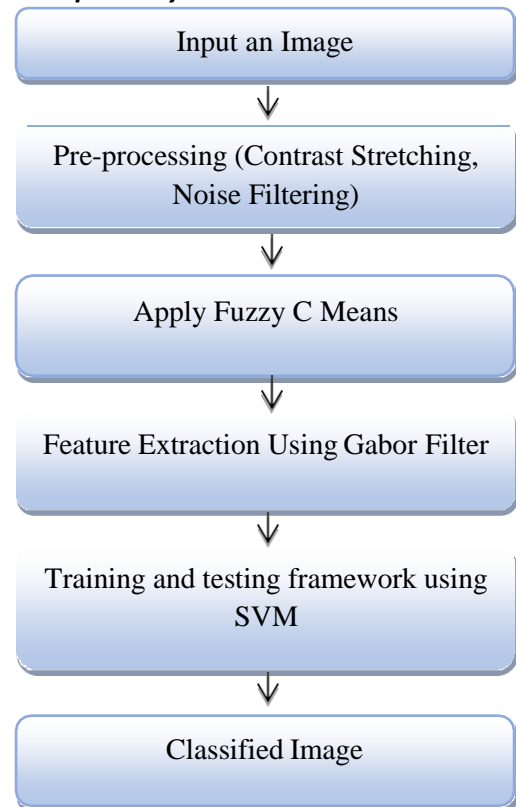 Input an Image
Pre-processing (Contrast Stretching,
Noise Filtering)
Apply Fuzzy C Means
Feature Extraction Using Gabor Filter
Training and testing framework using
SVM
Classified Image